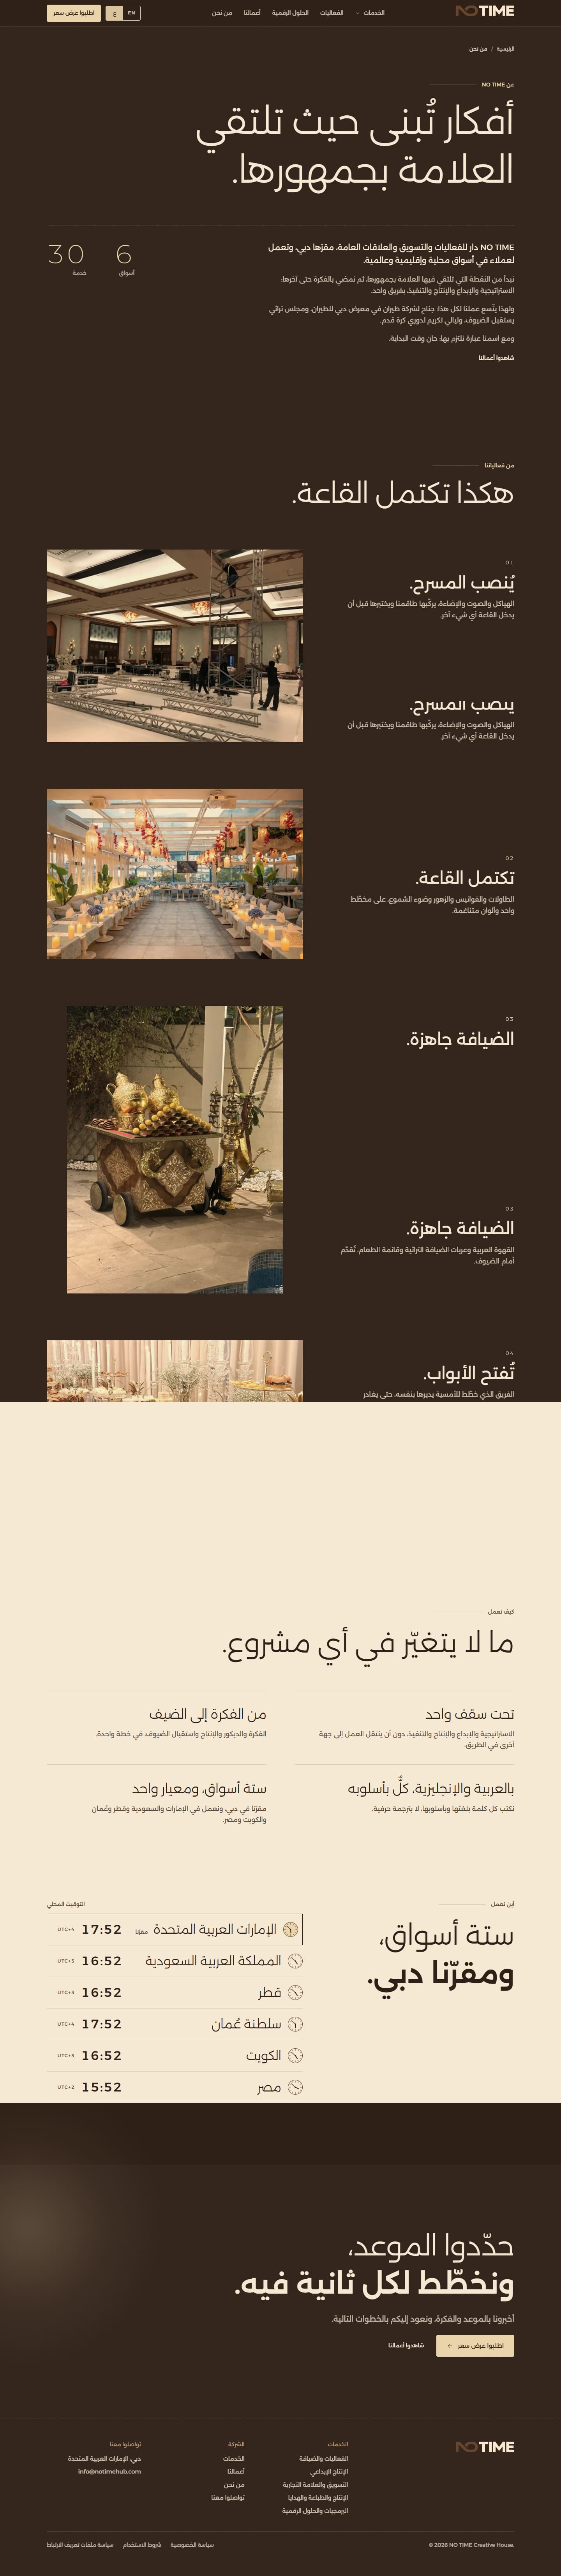 NO TIME
الخدمات
الفعاليات
الحلول الرقمية
أعمالنا
من نحن
EN
ع
اطلبوا عرض سعر
الرئيسية / من نحن
عن NO TIME
أفكار تُبنى حيث تلتقي
العلامة بجمهورها.
NO TIME دار للفعاليات والتسويق والعلاقات العامة، مقرّها دبي، وتعمل
لعملاء في أسواق محلية وإقليمية وعالمية.
نبدأ من النقطة التي تلتقي فيها العلامة بجمهورها، ثم نمضي بالفكرة حتى آخرها:
الاستراتيجية والإبداع والإنتاج والتنفيذ، بفريق واحد.
ولهذا يتّسع عملنا لكل هذا: جناح لشركة طيران في معرض دبي للطيران، ومجلس تراثي
يستقبل الضيوف، وليالي تكريم لدوري كرة قدم.
ومع اسمنا عبارة نلتزم بها: حان وقت البداية.
شاهدوا أعمالنا
6
أسواق
30
خدمة
من فعالياتنا
هكذا تكتمل القاعة.
01
يُنصب المسرح.
الهياكل والصوت والإضاءة، يركّبها طاقمنا ويختبرها قبل أن
يدخل القاعة أي شيء آخر.
يُنصب المسرح.
الهياكل والصوت والإضاءة، يركّبها طاقمنا ويختبرها قبل أن
يدخل القاعة أي شيء آخر.
02
تكتمل القاعة.
الطاولات والفوانيس والزهور وضوء الشموع، على مخطّط
واحد وألوان متناغمة.
03
الضيافة جاهزة.
03
الضيافة جاهزة.
القهوة العربية وعربات الضيافة التراثية وقائمة الطعام، تُقدَّم
أمام الضيوف.
04
تُفتح الأبواب.
الفريق الذي خطّط للأمسية يديرها بنفسه، حتى يغادر
كيف نعمل
ما لا يتغيّر في أي مشروع.
تحت سقف واحد
الاستراتيجية والإبداع والإنتاج والتنفيذ، دون أن ينتقل العمل إلى جهة
أخرى في الطريق.
من الفكرة إلى الضيف
الفكرة والديكور والإنتاج واستقبال الضيوف، في خطة واحدة.
بالعربية والإنجليزية، كلٌّ بأسلوبه
نكتب كل كلمة بلغتها وبأسلوبها، لا بترجمة حرفية.
ستة أسواق، ومعيار واحد
مقرّنا في دبي، ونعمل في الإمارات والسعودية وقطر وعُمان
والكويت ومصر.
أين نعمل
ستة أسواق،
ومقرّنا دبي.
التوقيت المحلي
الإمارات العربية المتحدة مقرّنا 17:52 UTC+4
المملكة العربية السعودية 16:52 UTC+3
قطر 16:52 UTC+3
سلطنة عُمان 17:52 UTC+4
الكويت 16:52 UTC+3
مصر 15:52 UTC+2
حدّدوا الموعد،
ونخطّط لكل ثانية فيه.
أخبرونا بالموعد والفكرة، ونعود إليكم بالخطوات التالية.
اطلبوا عرض سعر
شاهدوا أعمالنا
NO TIME
الخدمات
الفعاليات والضيافة
الإنتاج الإبداعي
التسويق والعلامة التجارية
الإنتاج والطباعة والهدايا
البرمجيات والحلول الرقمية
الشركة
الخدمات
أعمالنا
من نحن
تواصلوا معنا
تواصلوا معنا
دبي، الإمارات العربية المتحدة
info@notimehub.com
© 2026 NO TIME Creative House.
سياسة الخصوصية
شروط الاستخدام
سياسة ملفات تعريف الارتباط